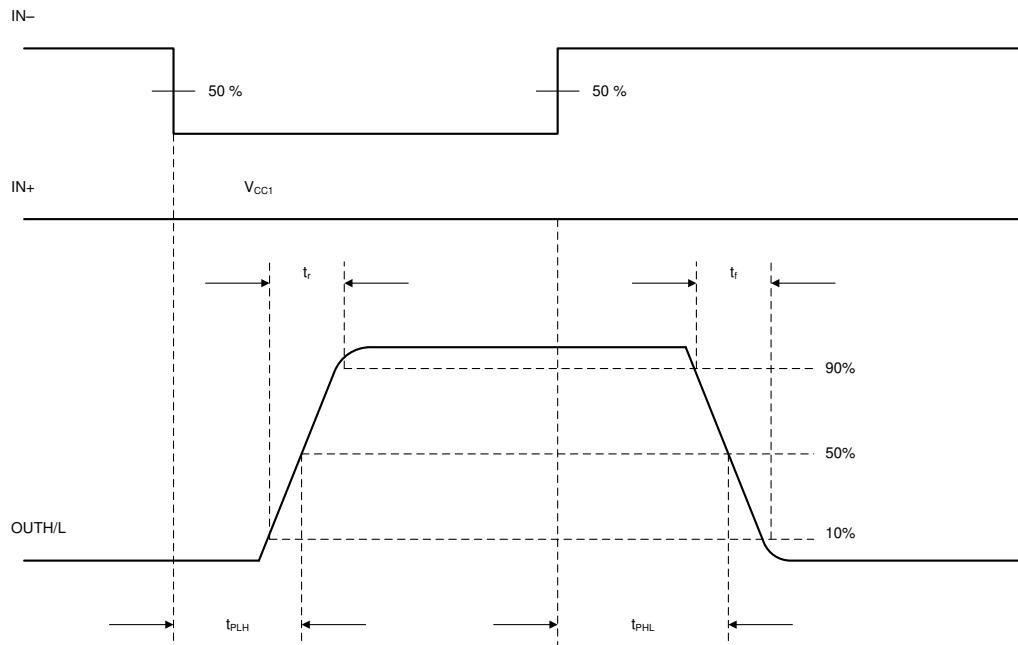 IN–
50 %
50 %
IN+
VCC1
tr
tf
90%
50%
OUTH/L
10%
tPLH
tPHL